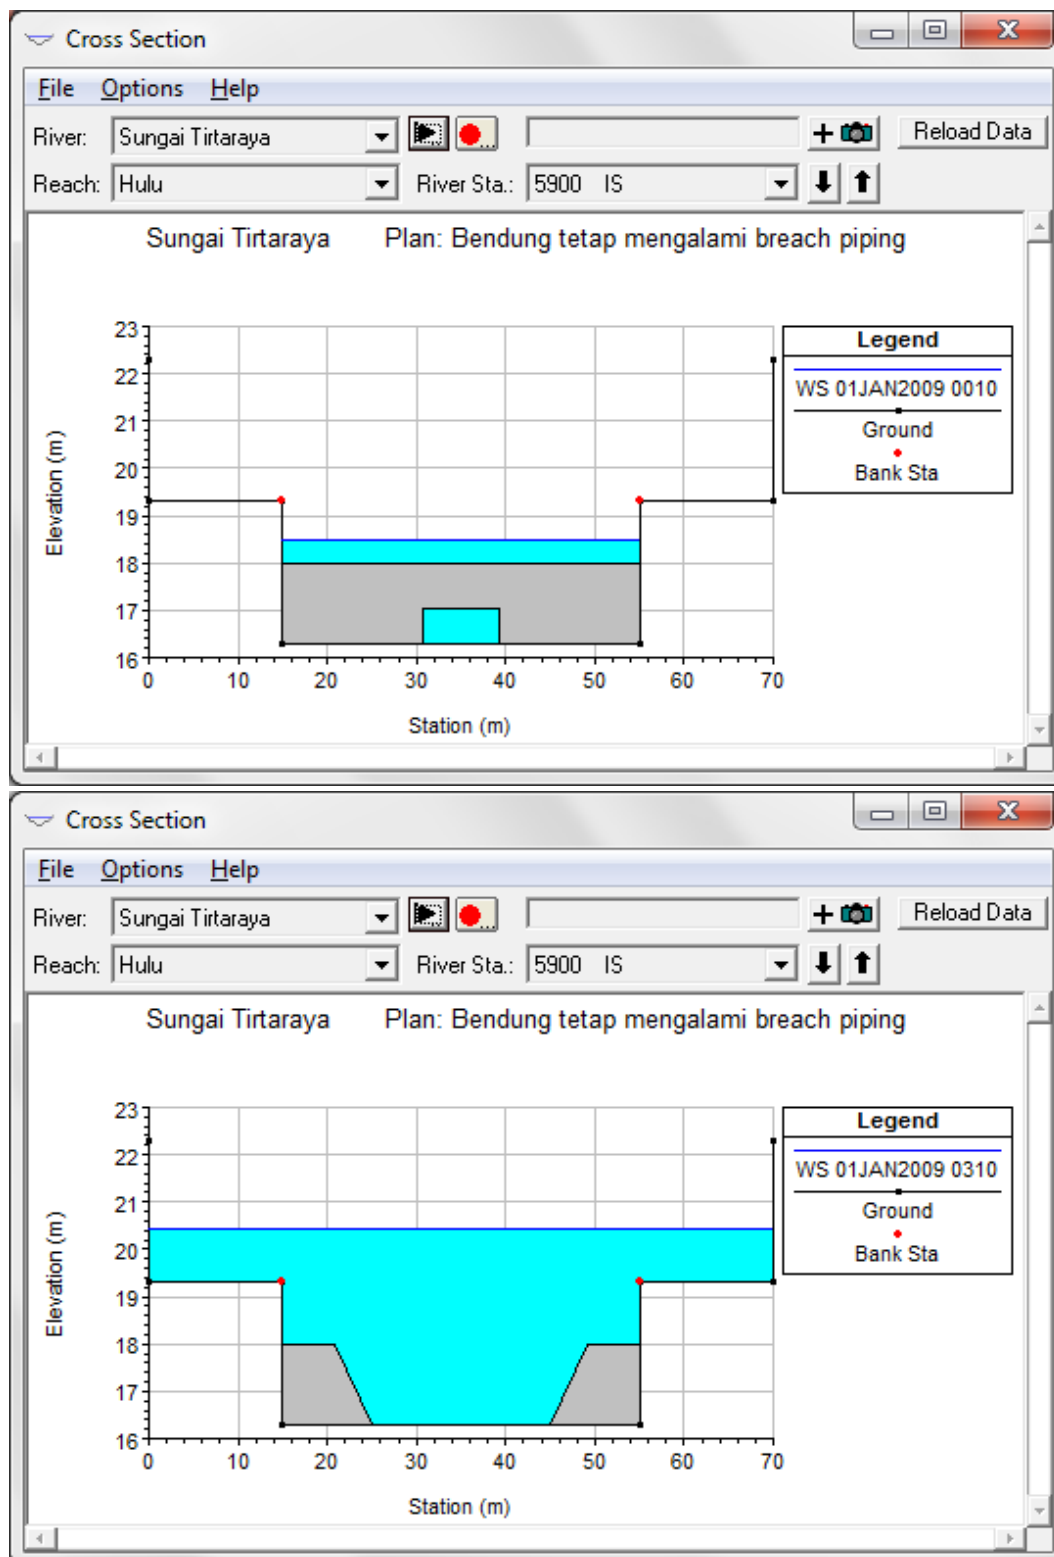 Cross Section
File Options Help
River: Sungai Tirtaraya Reload Data
Reach: Hulu River Sta.: 5900 IS
Sungai Tirtaraya Plan: Bendung tetap mengalami breach piping
23
22
21
20
19
18
17
16
Elevation (m)
0 10 20 30 40 50 60 70
Station (m)
Legend
WS 01JAN2009 0010
Ground
Bank Sta
Cross Section
File Options Help
River: Sungai Tirtaraya Reload Data
Reach: Hulu River Sta.: 5900 IS
Sungai Tirtaraya Plan: Bendung tetap mengalami breach piping
23
22
21
20
19
18
17
16
Elevation (m)
0 10 20 30 40 50 60 70
Station (m)
Legend
WS 01JAN2009 0310
Ground
Bank Sta